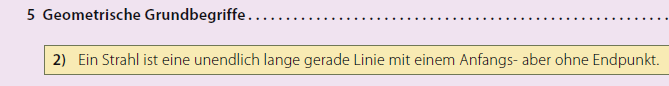 5 Geometrische Grundbegriffe......................................................
2) Ein Strahl ist eine unendlich lange gerade Linie mit einem Anfangs- aber ohne Endpunkt.